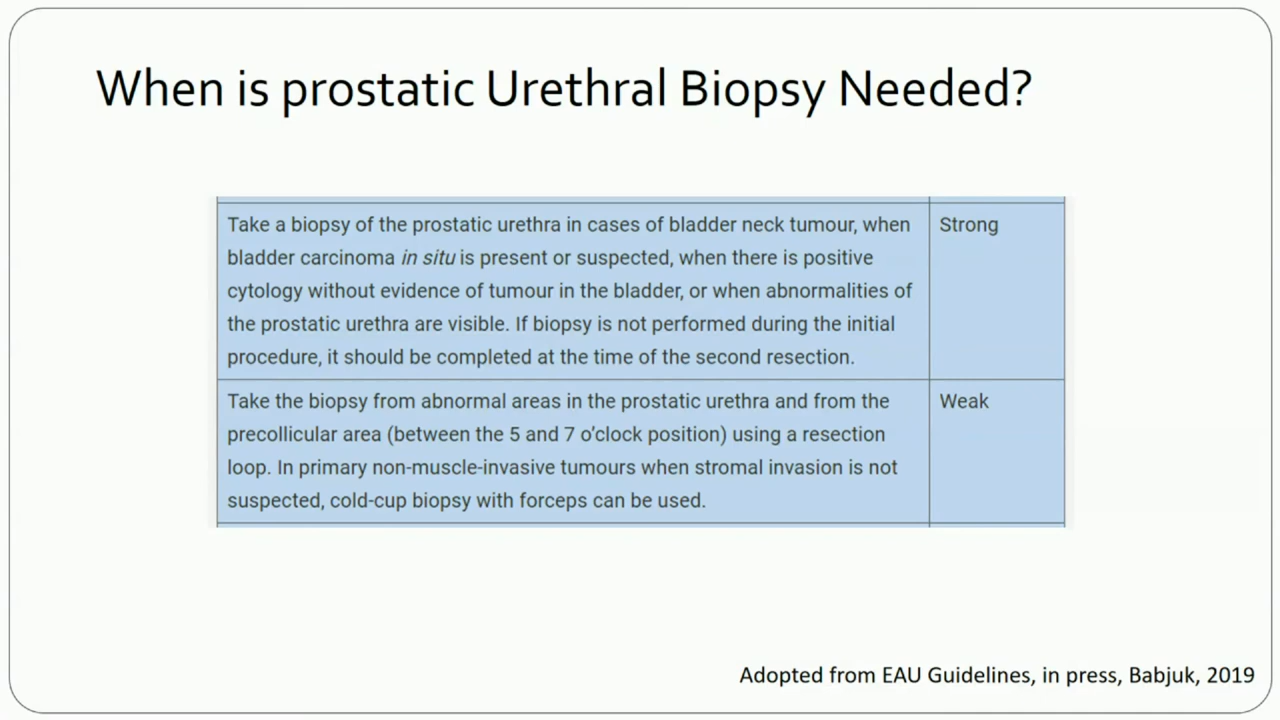 When is prostatic Urethral Biopsy Needed?
Take a biopsy of the prostatic urethra in cases of bladder neck tumour, when
bladder carcinoma in situ is present or suspected, when there is positive
cytology without evidence of tumour in the bladder, or when abnormalities of
the prostatic urethra are visible. If biopsy is not performed during the initial
procedure, it should be completed at the time of the second resection.
Strong
Take the biopsy from abnormal areas in the prostatic urethra and from the
precollicular area (between the 5 and 7 o’clock position) using a resection
loop. In primary non-muscle-invasive tumours when stromal invasion is not
suspected, cold-cup biopsy with forceps can be used.
Weak
Adopted from EAU Guidelines, in press, Babjuk, 2019